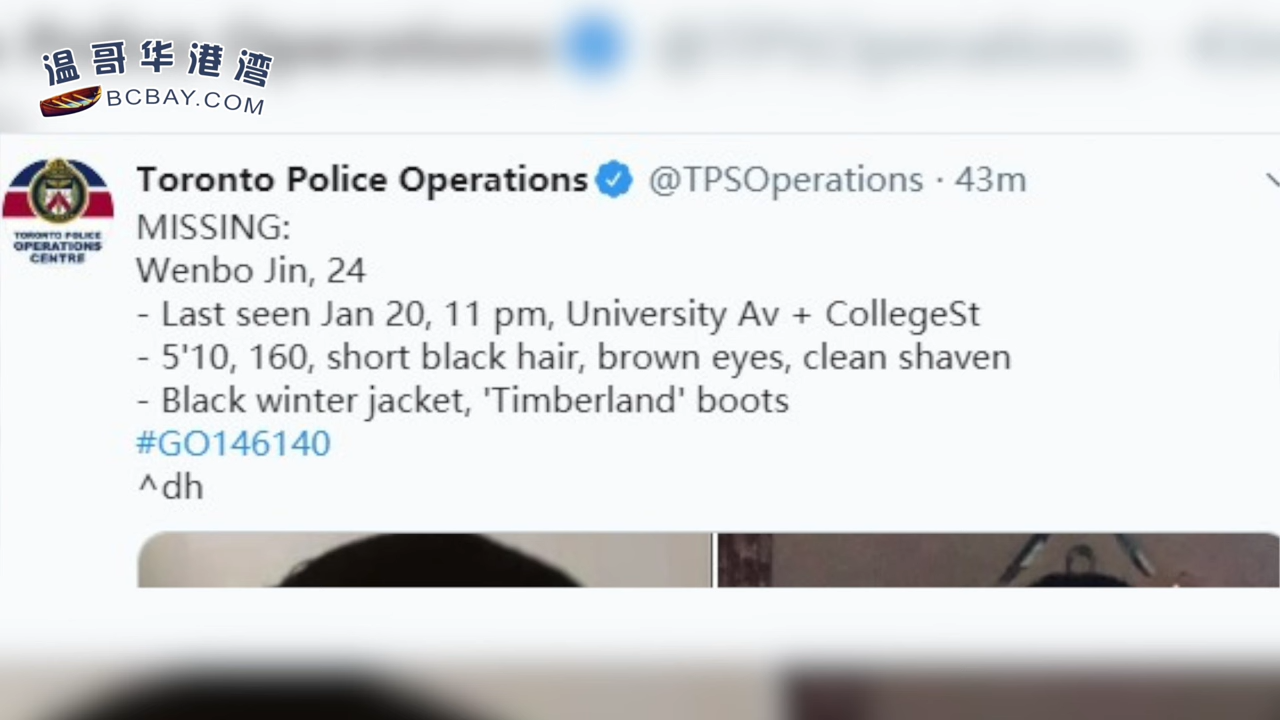 温哥华港湾
BCBAY.COM
Toronto Police Operations @TPSOperations · 43m
MISSING:
Wenbo Jin, 24
- Last seen Jan 20, 11 pm, University Av + CollegeSt
- 5'10, 160, short black hair, brown eyes, clean shaven
- Black winter jacket, 'Timberland' boots
#GO146140
^dh
TORONTO POLICE
OPERATIONS
CENTRE